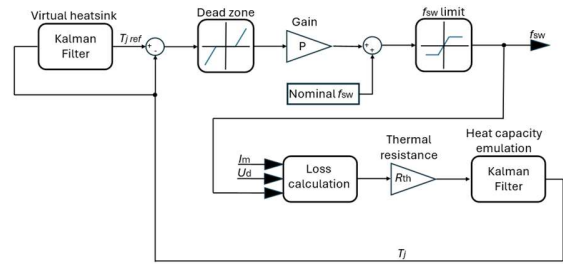 Virtual heatsink
Kalman
Filter
Tj ref
+
-
Dead zone
Gain
P
+
+
fsw limit
fsw
Nominal fsw
Im
Ud
Loss
calculation
Thermal
resistance
Rth
Heat capacity
emulation
Kalman
Filter
Tj